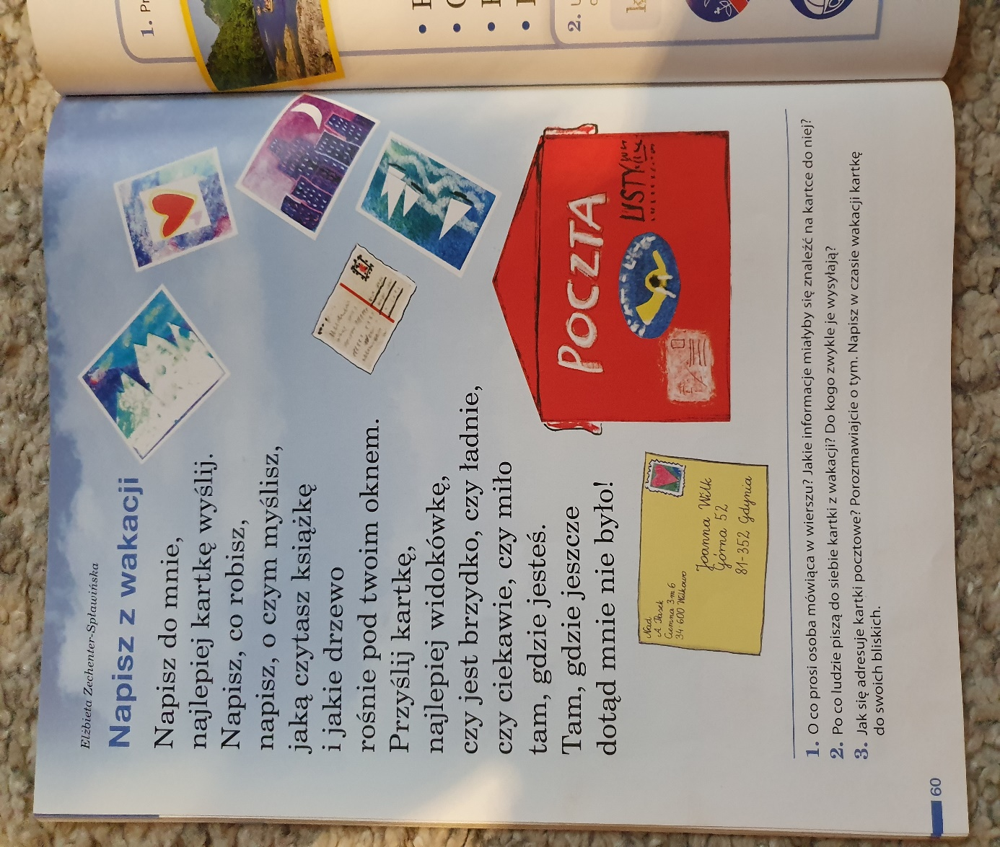 Elżbieta Zechenter-Spławińska
Napisz z wakacji
Napisz do mnie,
najlepiej kartkę wyślij.
Napisz, co robisz,
napisz, o czym myślisz,
jaką czytasz książkę
i jakie drzewo
rośnie pod twoim oknem.
Przyślij kartkę,
najlepiej widokówkę,
czy jest brzydko, czy ładnie,
czy ciekawie, czy miło
tam, gdzie jesteś.
Tam, gdzie jeszcze
dotąd mnie nie było!
POCZTA
LISTY
Nad.
A. Pasek
Ciemna 3 m 6
34-600 Wilkowo
Joanna Wilk
Górna 52
81-352 Gdynia
1. O co prosi osoba mówiąca w wierszu? Jakie informacje miałyby się znaleźć na kartce do niej?
2. Po co ludzie piszą do siebie kartki z wakacji? Do kogo zwykle je wysyłają?
3. Jak się adresuje kartki pocztowe? Porozmawiajcie o tym. Napisz w czasie wakacji kartkę
do swoich bliskich.
60
1.
2.